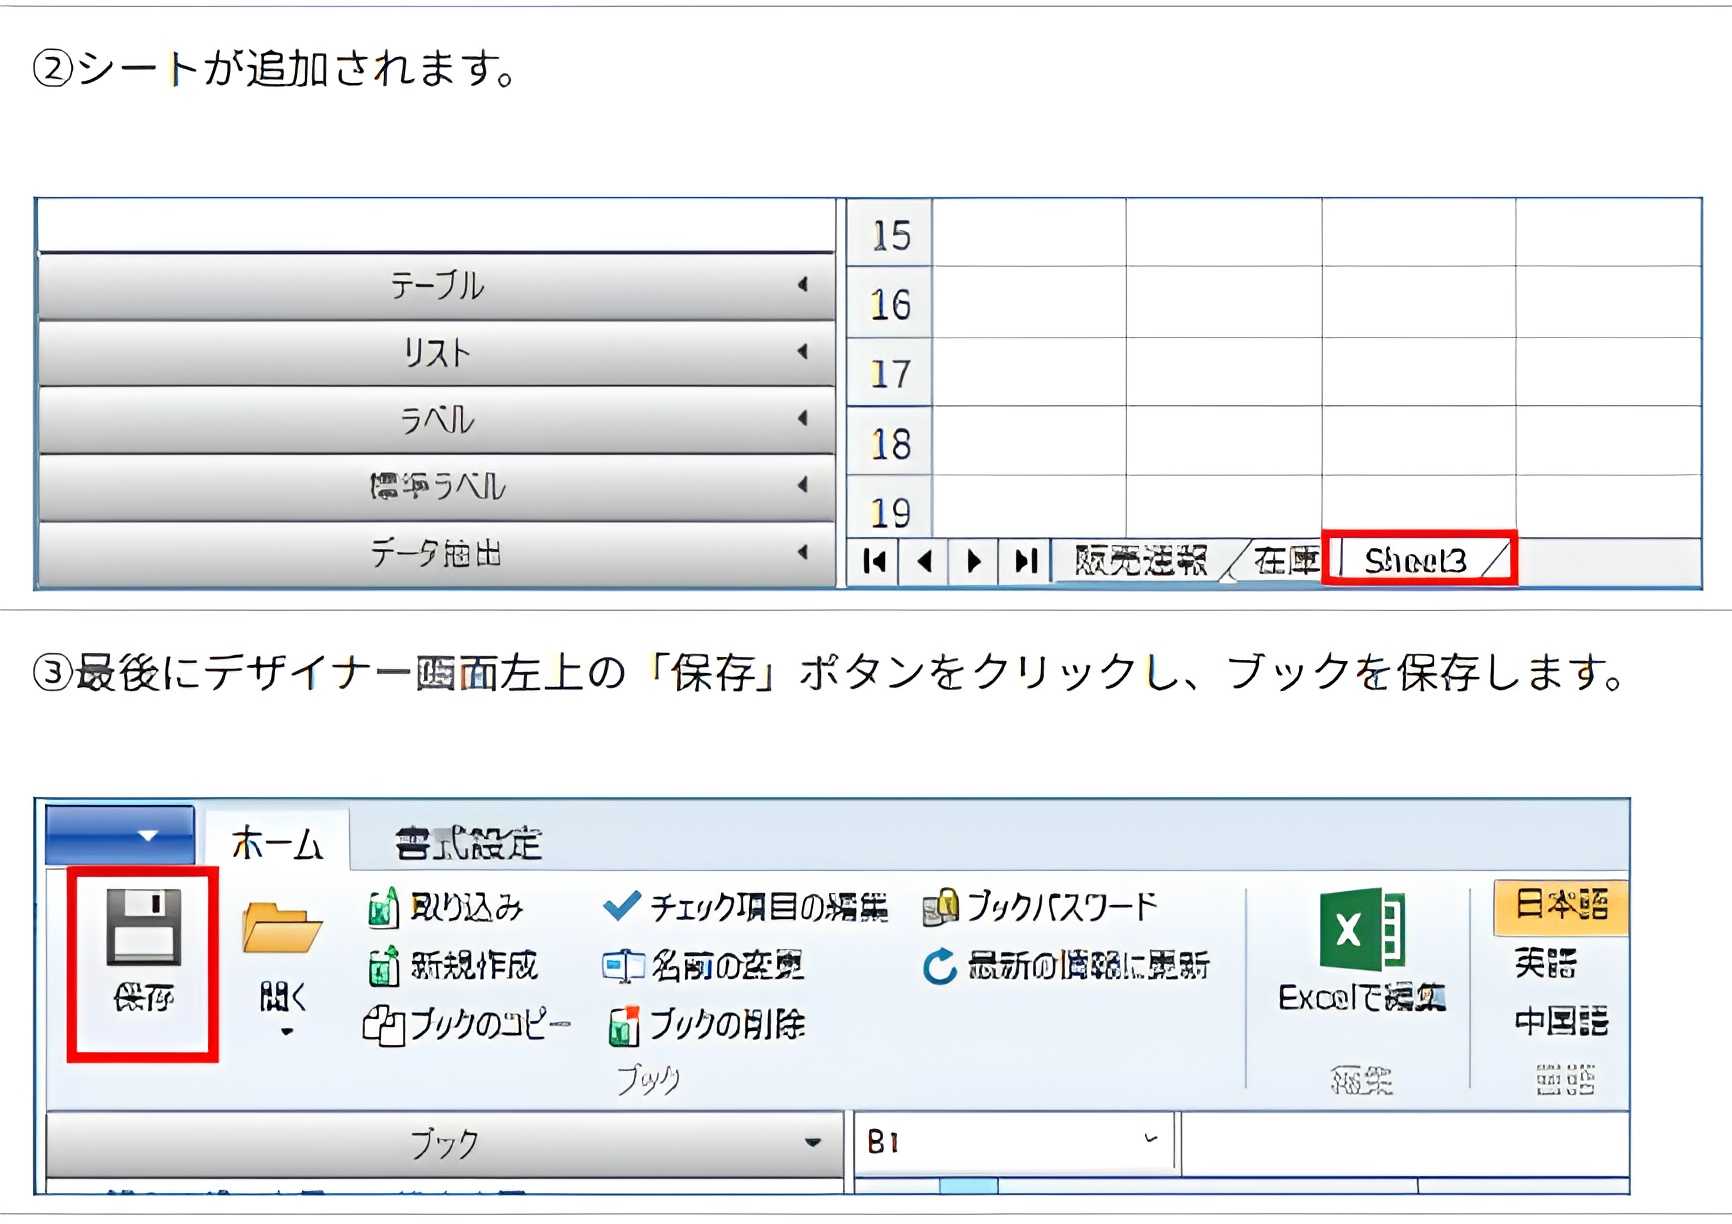 ②シートが追加されます。
15
テーブル
16
リスト
17
ラベル
18
標準ラベル
19
データ抽出
販売速報 在庫 Sheet3
③最後にデザイナー画面左上の「保存」ボタンをクリックし、ブックを保存します。
ホーム 書式設定
取り込み チェック項目の編集 ブックパスワード 日本語
新規作成 名前の変更 最新の情報に更新 英語
保存 開く Excelで編集
ブックのコピー ブックの削除 中国語
ブック 編集 言語
ブック B1